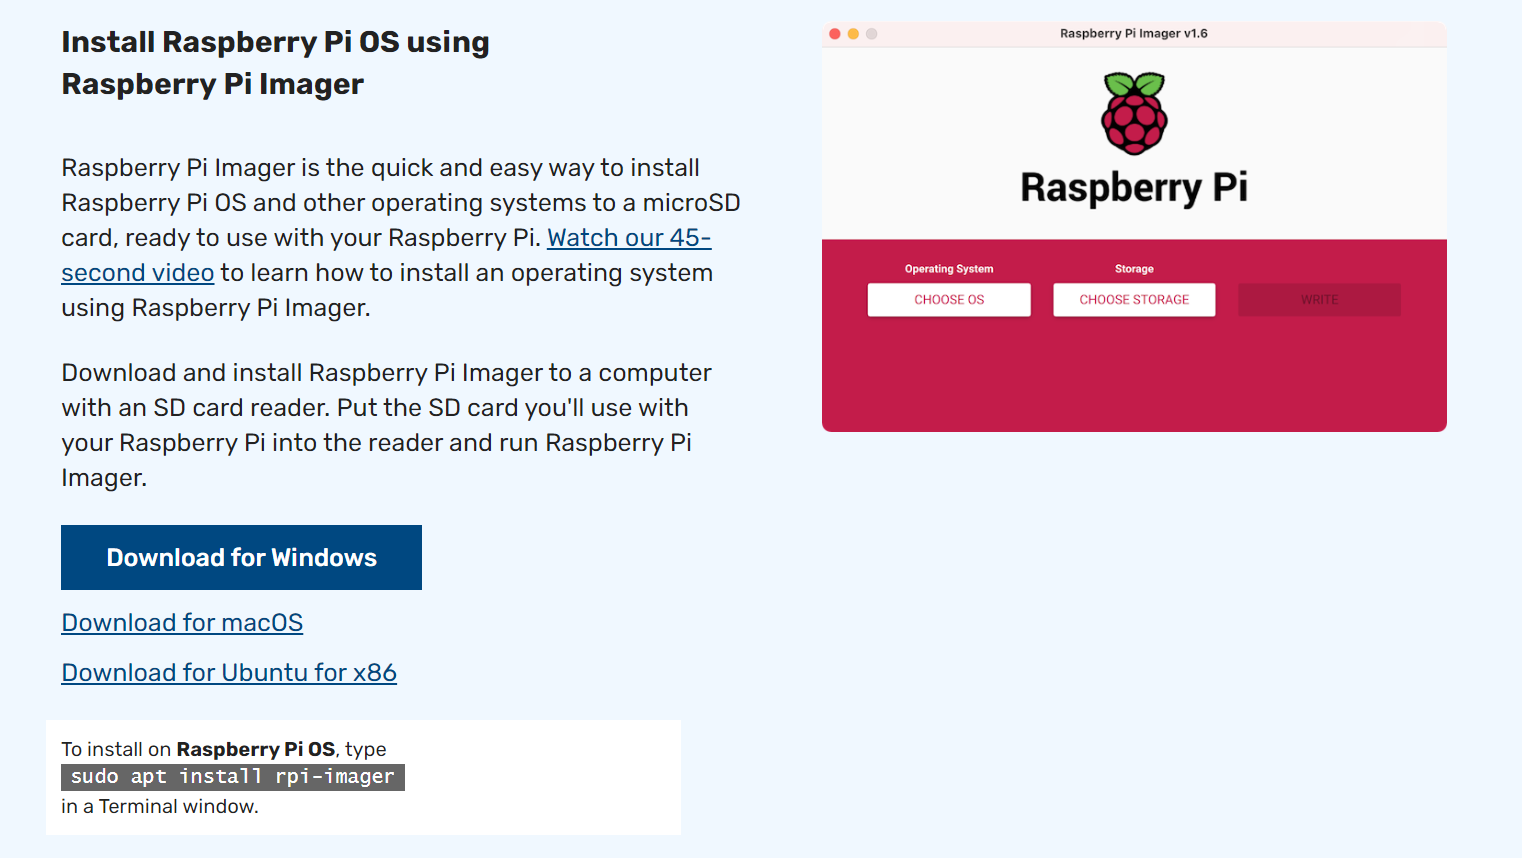 Install Raspberry Pi OS using
Raspberry Pi Imager
Raspberry Pi Imager is the quick and easy way to install
Raspberry Pi OS and other operating systems to a microSD
card, ready to use with your Raspberry Pi. Watch our 45-
second video to learn how to install an operating system
using Raspberry Pi Imager.
Download and install Raspberry Pi Imager to a computer
with an SD card reader. Put the SD card you'll use with
your Raspberry Pi into the reader and run Raspberry Pi
Imager.
Download for Windows
Download for macOS
Download for Ubuntu for x86
To install on Raspberry Pi OS, type
sudo apt install rpi-imager
in a Terminal window.
Raspberry Pi Imager v1.6
Raspberry Pi
Operating System
Storage
CHOOSE OS
CHOOSE STORAGE
WRITE